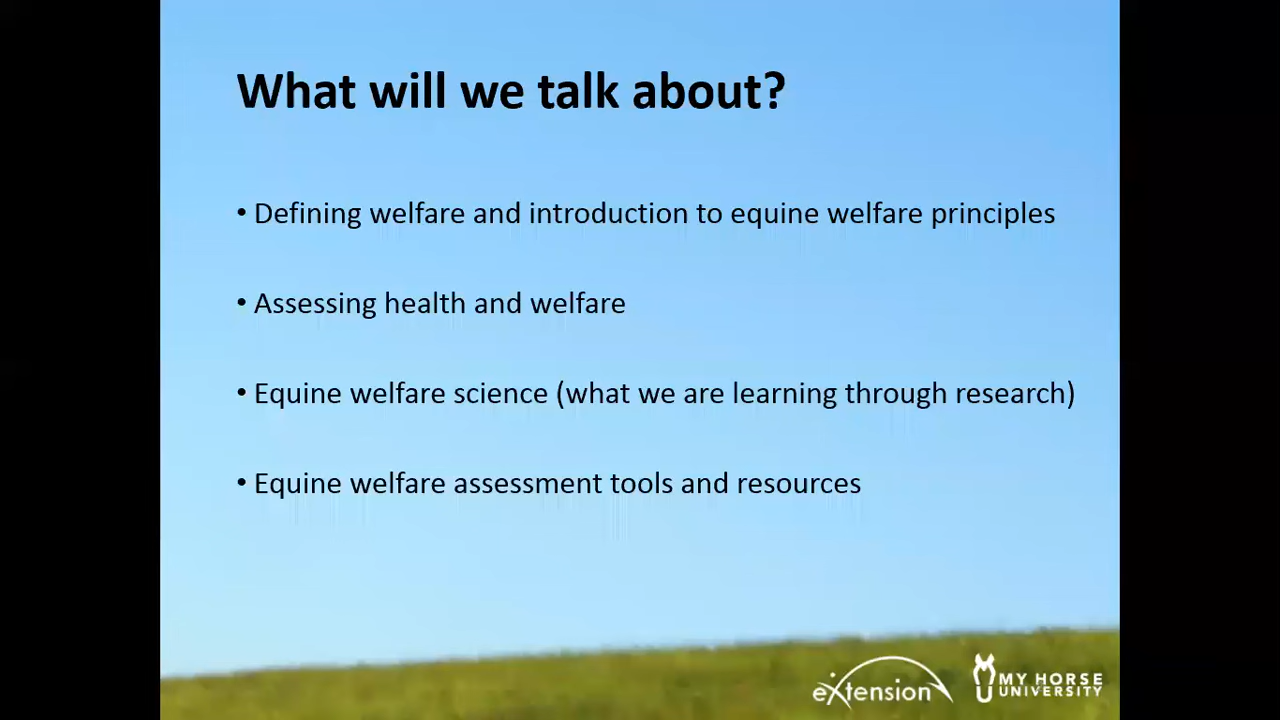 What will we talk about?
• Defining welfare and introduction to equine welfare principles
• Assessing health and welfare
• Equine welfare science (what we are learning through research)
• Equine welfare assessment tools and resources
eXtension
MY HORSE
UNIVERSITY